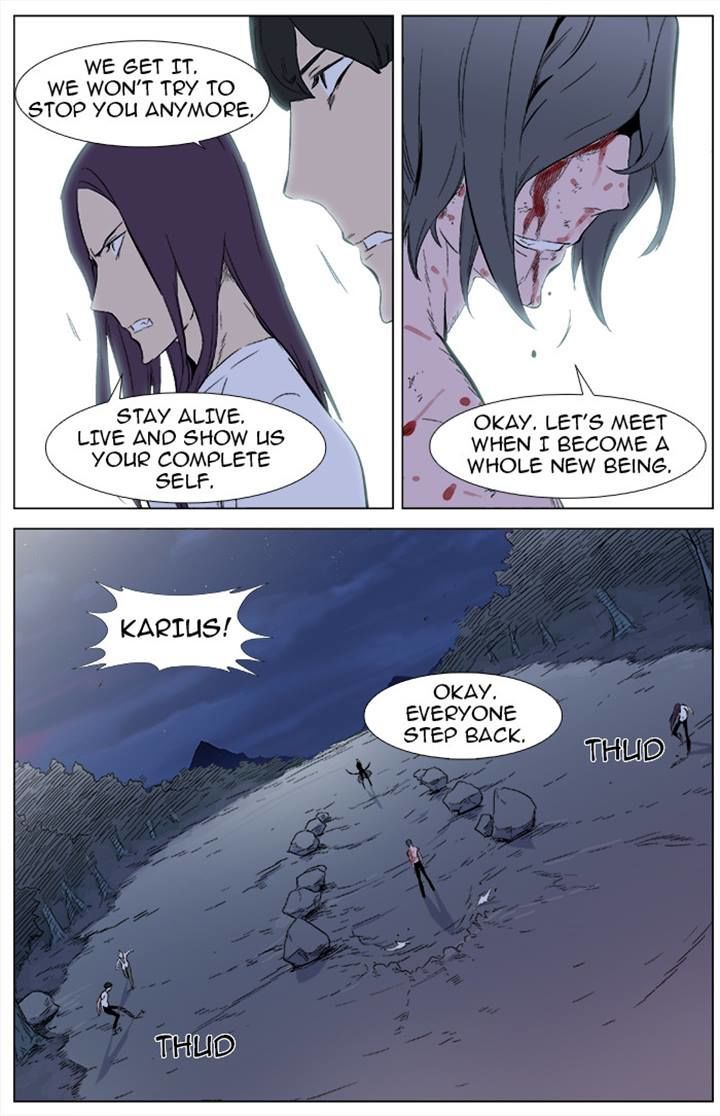 WE GET IT.
WE WON'T TRY TO
STOP YOU ANYMORE.
STAY ALIVE.
LIVE AND SHOW US
YOUR COMPLETE
SELF.
OKAY. LET'S MEET
WHEN I BECOME A
WHOLE NEW BEING.
KARIUS!
OKAY.
EVERYONE
STEP BACK.
THUD
THUD